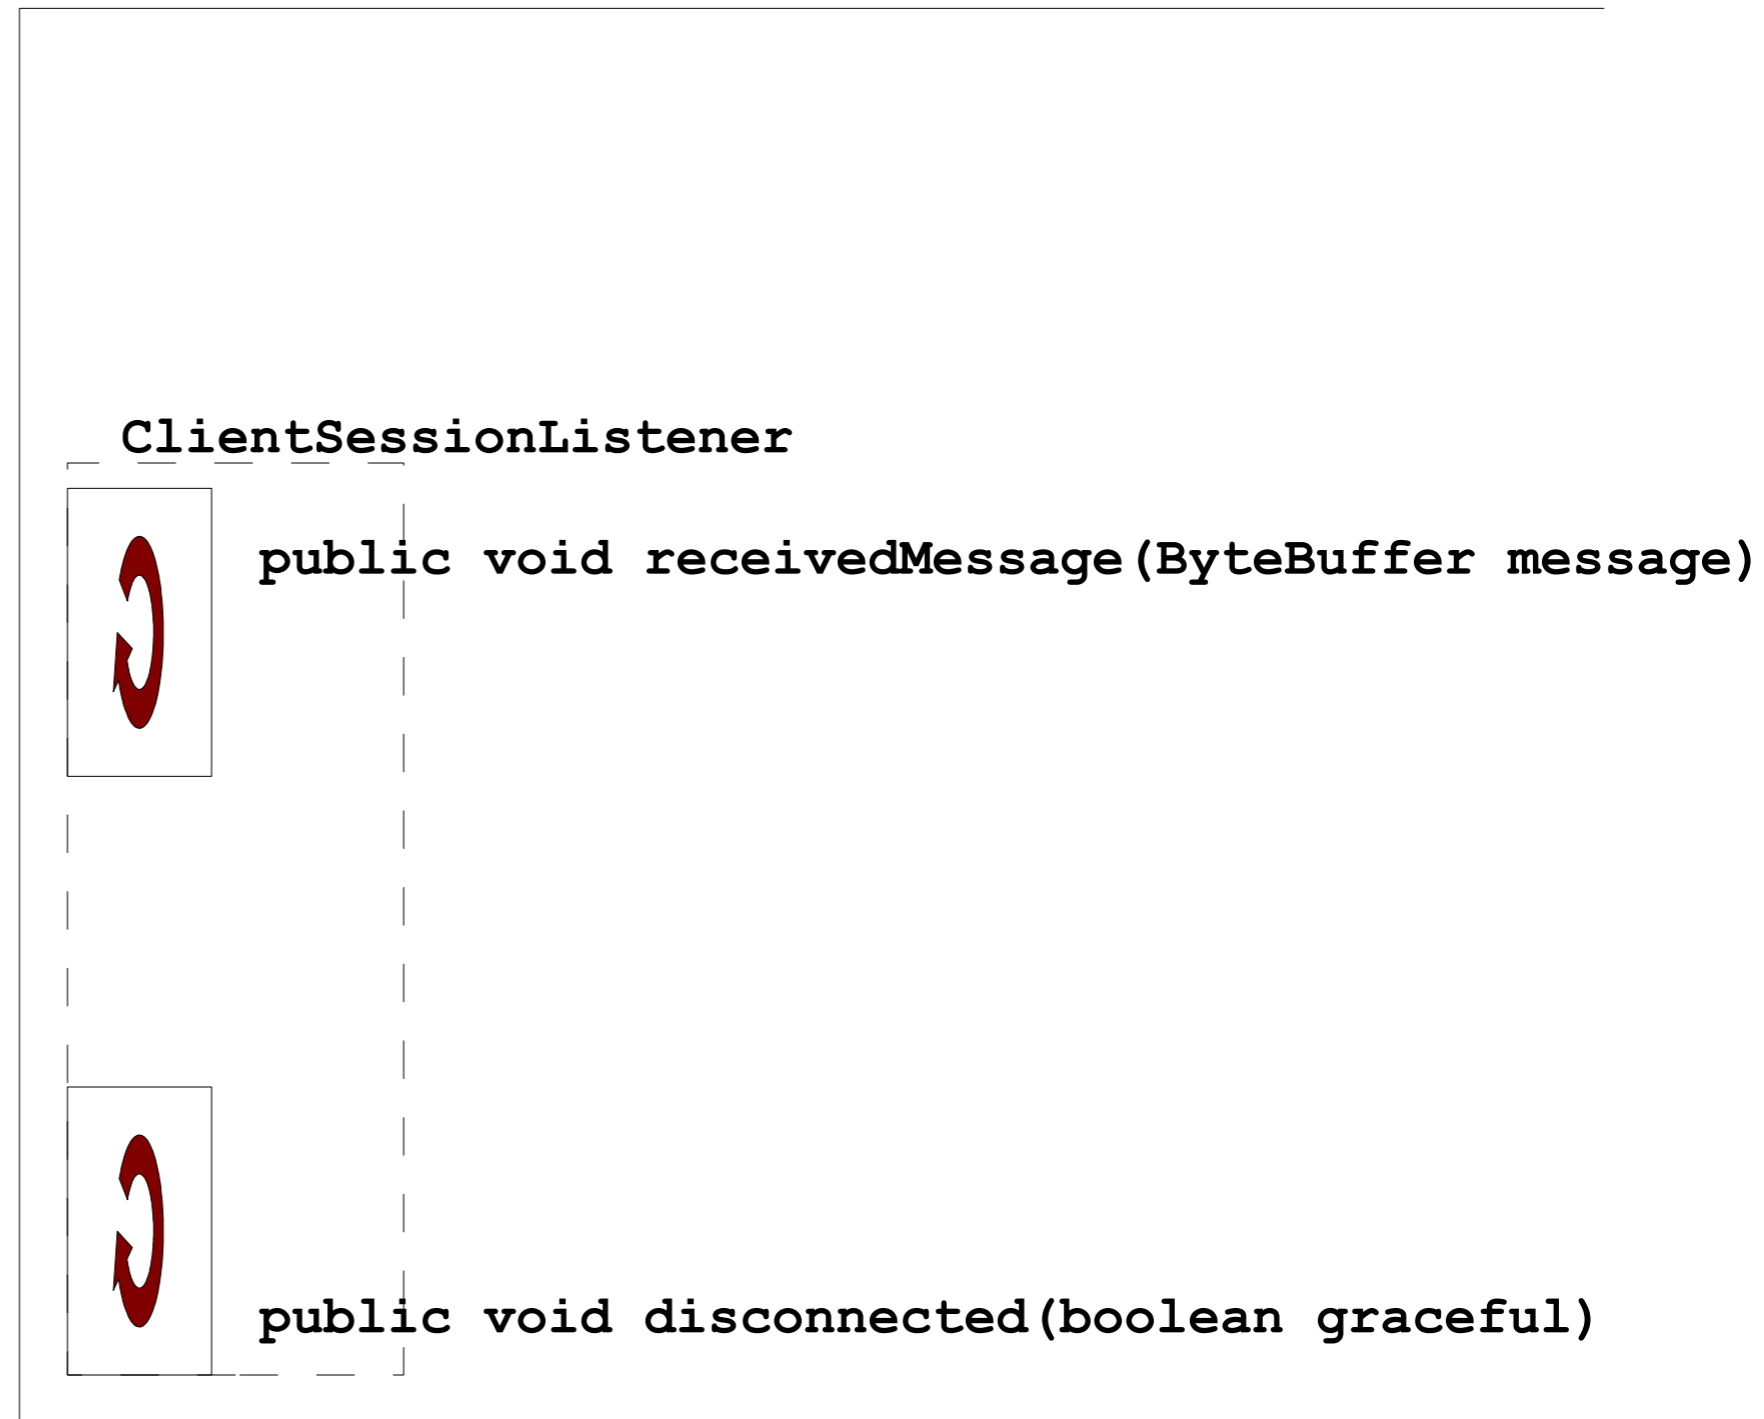 ClientSessionListener
public void receivedMessage(ByteBuffer message)
public void disconnected(boolean graceful)